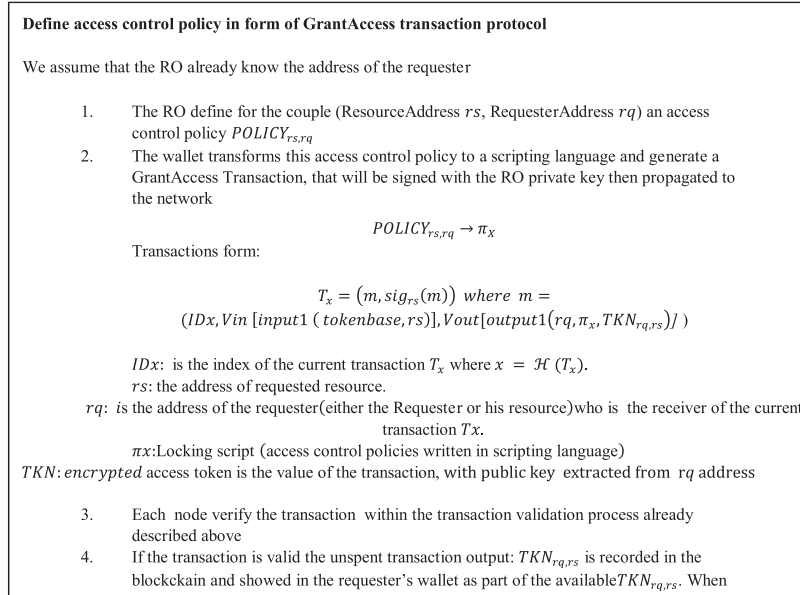 Define access control policy in form of GrantAccess transaction protocol
We assume that the RO already know the address of the requester
1. The RO define for the couple (ResourceAddress rs, RequesterAddress rq) an access
control policy POLICY_{rs,rq}
2. The wallet transforms this access control policy to a scripting language and generate a
GrantAccess Transaction, that will be signed with the RO private key then propagated to
the network
POLICY_{rs,rq} → π_X
Transactions form:
T_x = (m, sig_{rs}(m)) where m =
(IDx, Vin [input1 ( tokenbase, rs)], Vout[output1(rq, π_x, TKN_{rq,rs})] )
IDx: is the index of the current transaction T_x where x = ℋ (T_x).
rs: the address of requested resource.
rq: is the address of the requester(either the Requester or his resource)who is the receiver of the current
transaction Tx.
πx:Locking script (access control policies written in scripting language)
TKN: encrypted access token is the value of the transaction, with public key extracted from rq address
3. Each node verify the transaction within the transaction validation process already
described above
4. If the transaction is valid the unspent transaction output: TKN_{rq,rs} is recorded in the
blockckain and showed in the requester's wallet as part of the availableTKN_{rq,rs}. When